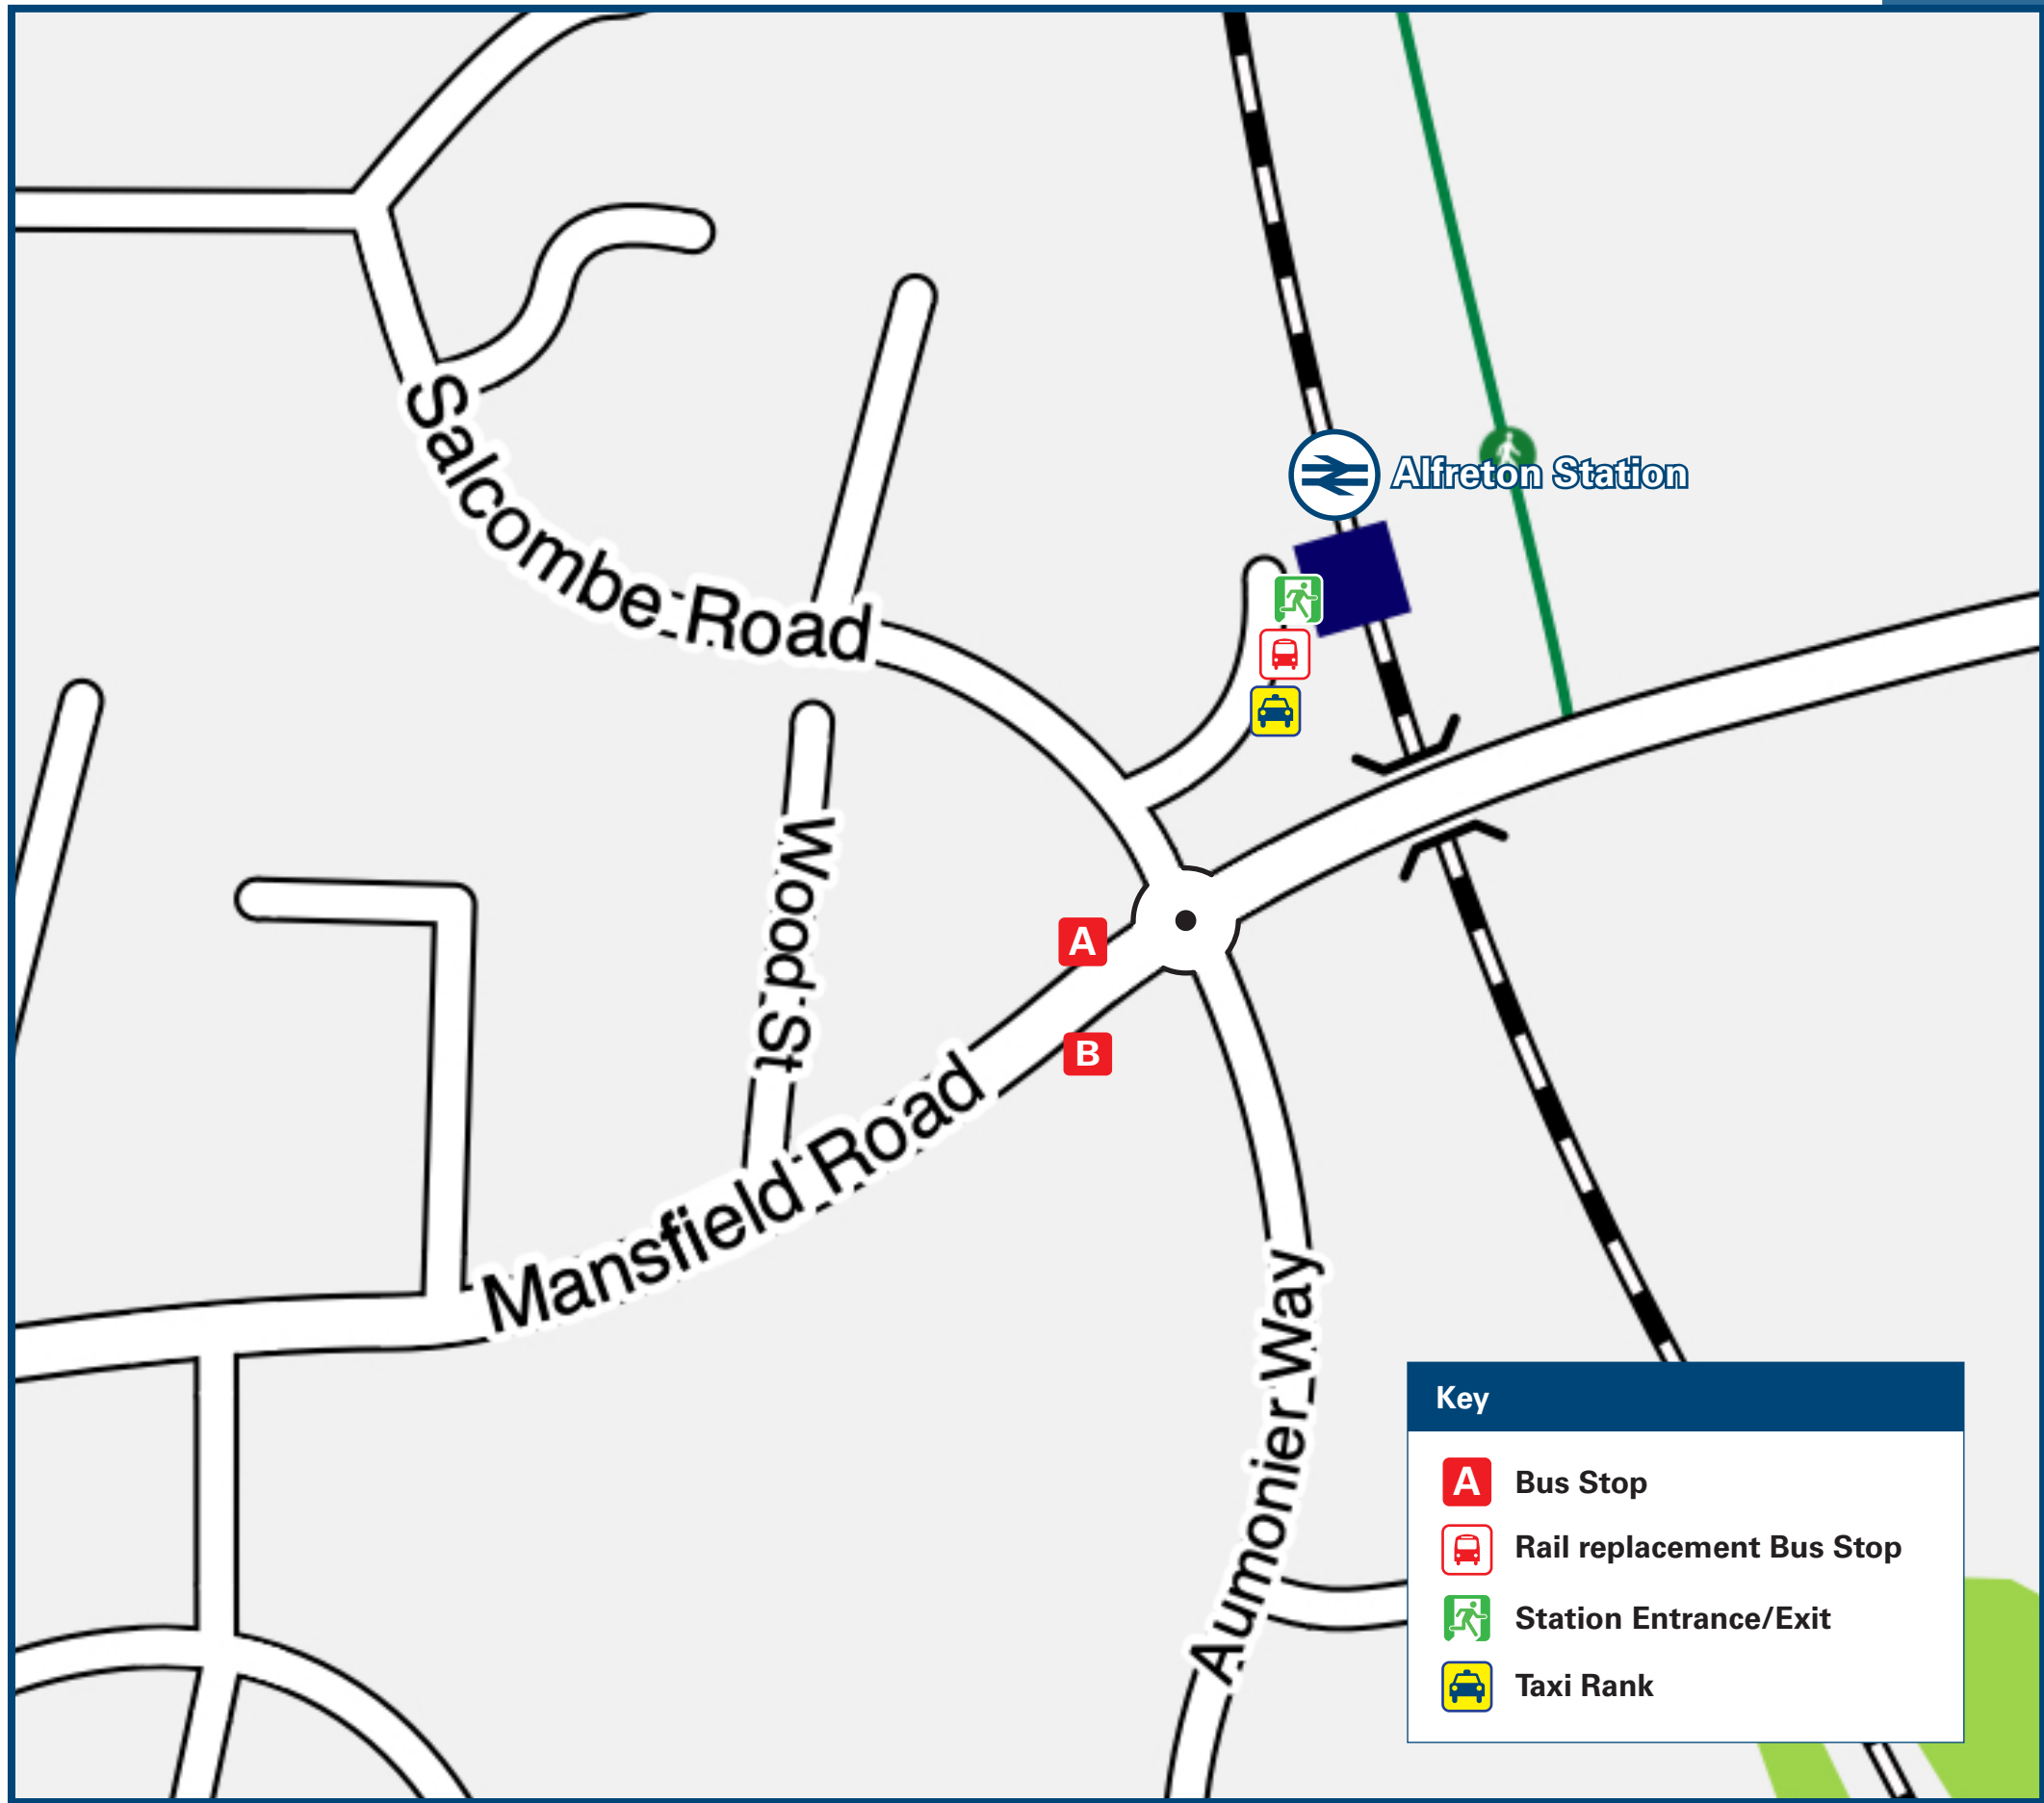 Alfreton Station
Salcombe Road
Wood St
A
B
Mansfield Road
Aumonier Way
Key
A Bus Stop
Rail replacement Bus Stop
Station Entrance/Exit
Taxi Rank